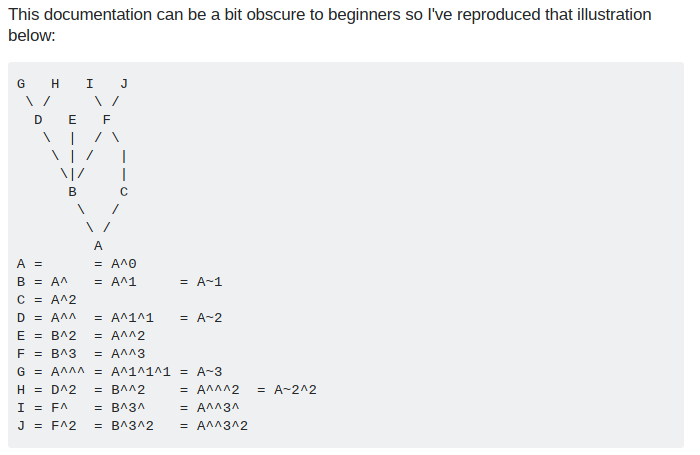 This documentation can be a bit obscure to beginners so I've reproduced that illustration
below:
G   H   I   J
 \ /     \ /
  D   E   F
   \  |  / \
    \ | /   |
     \|/    |
      B     C
       \   /
        \ /
         A
A =      = A^0
B = A^   = A^1     = A~1
C = A^2
D = A^^  = A^1^1   = A~2
E = B^2  = A^^2
F = B^3  = A^^3
G = A^^^ = A^1^1^1 = A~3
H = D^2  = B^^2    = A^^^2  = A~2^2
I = F^   = B^3^    = A^^3^
J = F^2  = B^3^2   = A^^3^2